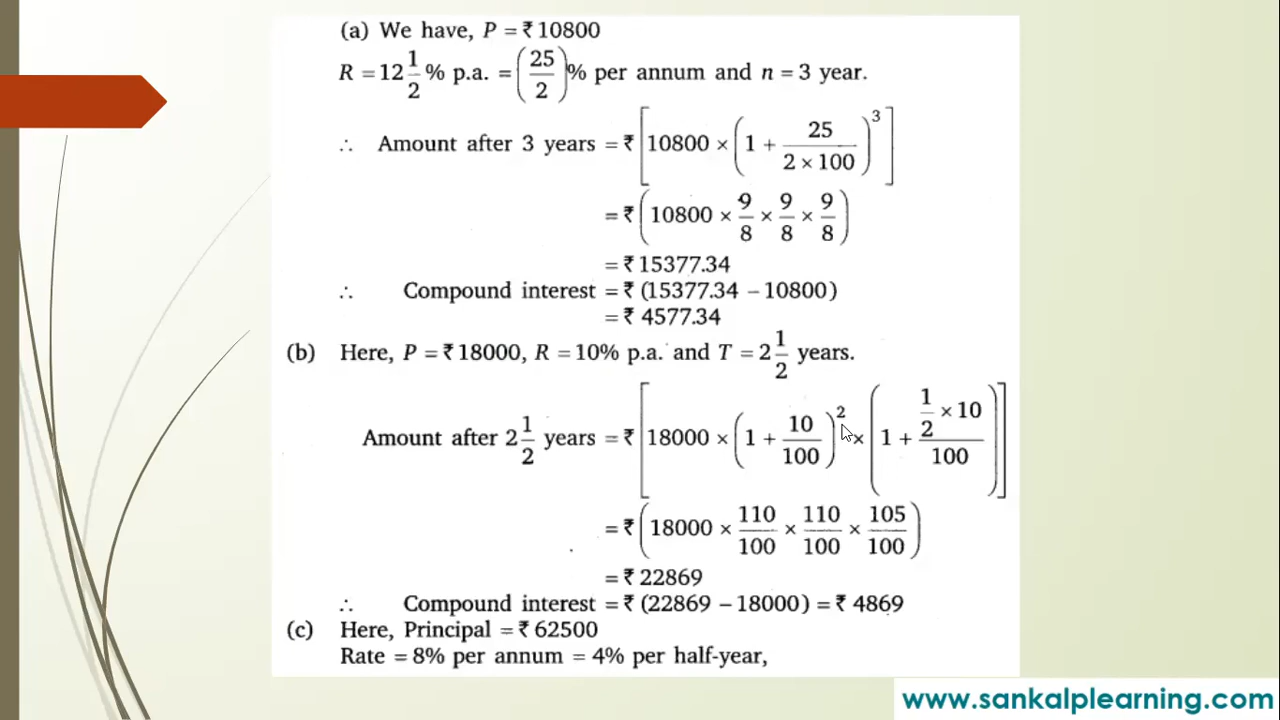 (a) We have, P = ₹ 10800
R = 12 1/2 % p.a. = (25/2)% per annum and n = 3 year.
∴ Amount after 3 years = ₹ [10800 × (1 + 25/(2 × 100))³]
= ₹ (10800 × 9/8 × 9/8 × 9/8)
= ₹ 15377.34
∴ Compound interest = ₹ (15377.34 – 10800)
= ₹ 4577.34
(b) Here, P = ₹ 18000, R = 10% p.a. and T = 2 1/2 years.
Amount after 2 1/2 years = ₹ [18000 × (1 + 10/100)² × (1 + (1/2 × 10)/100)]
= ₹ (18000 × 110/100 × 110/100 × 105/100)
= ₹ 22869
∴ Compound interest = ₹ (22869 – 18000) = ₹ 4869
(c) Here, Principal = ₹ 62500
Rate = 8% per annum = 4% per half-year,
www.sankalplearning.com